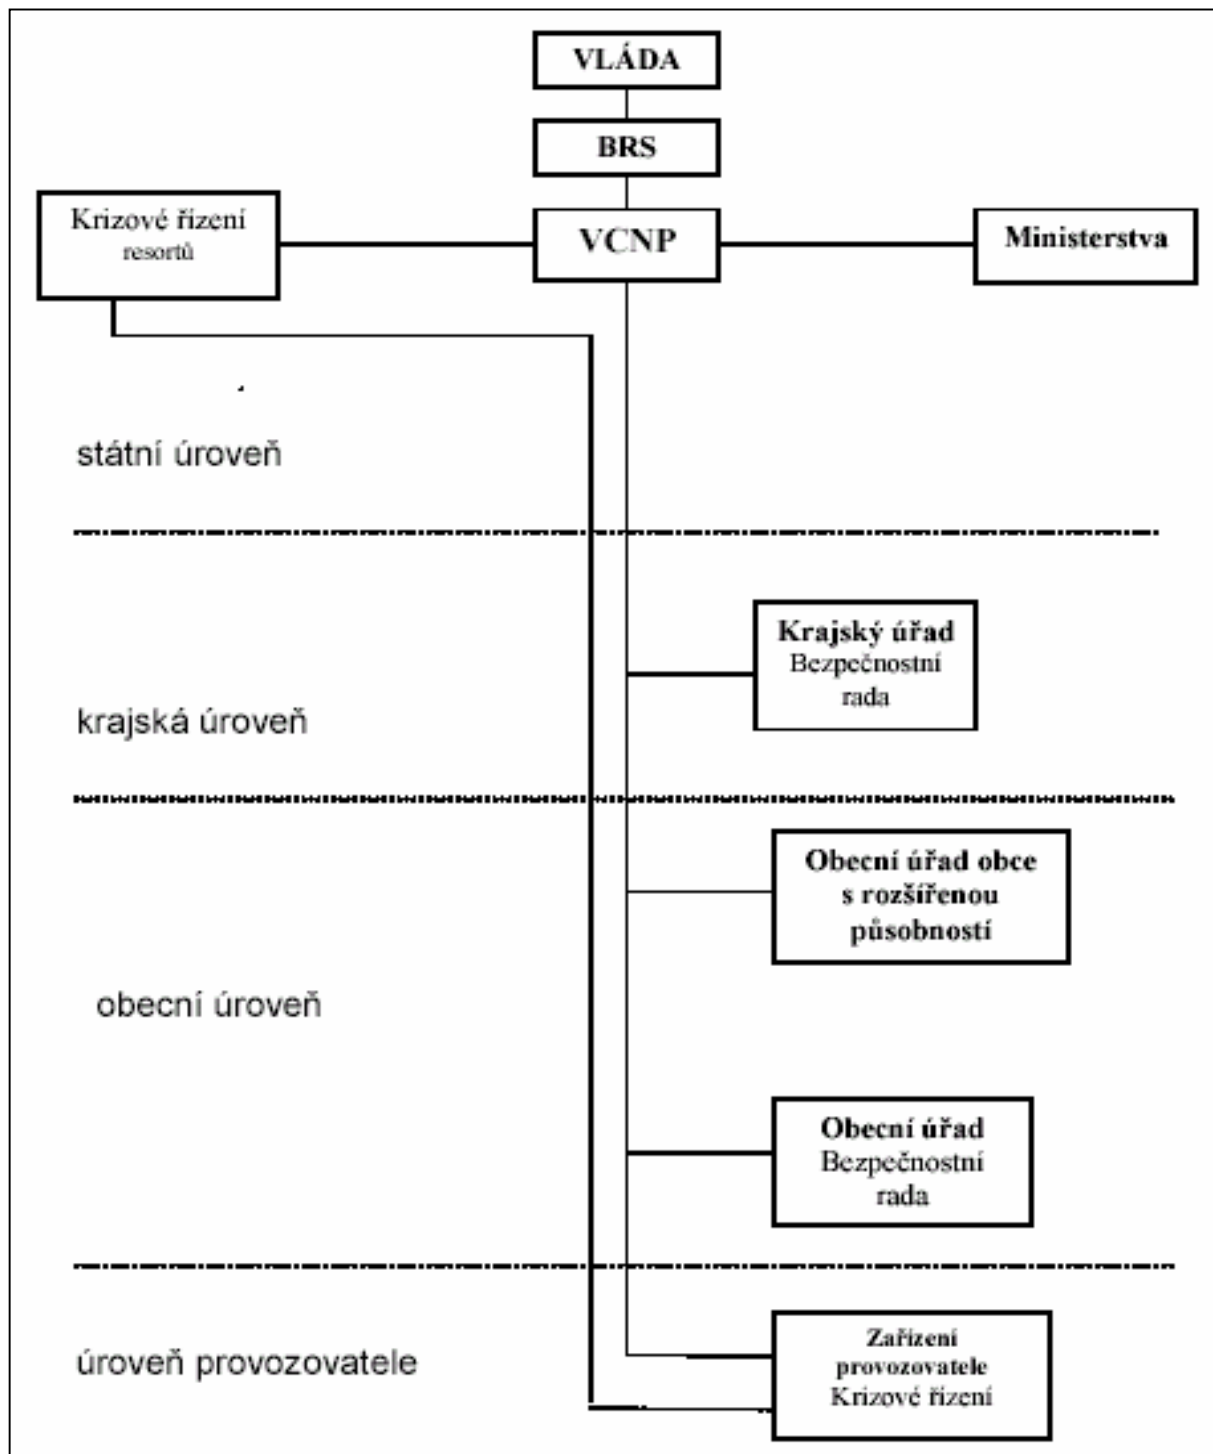 VLÁDA
BRS
Krizové řízení
resortů
VCNP
Ministerstva
státní úroveň
Krajský úřad
Bezpečnostní
rada
krajská úroveň
Obecní úřad obce
s rozšířenou
působností
obecní úroveň
Obecní úřad
Bezpečnostní
rada
Zařízení
provozovatele
Krizové řízení
úroveň provozovatele